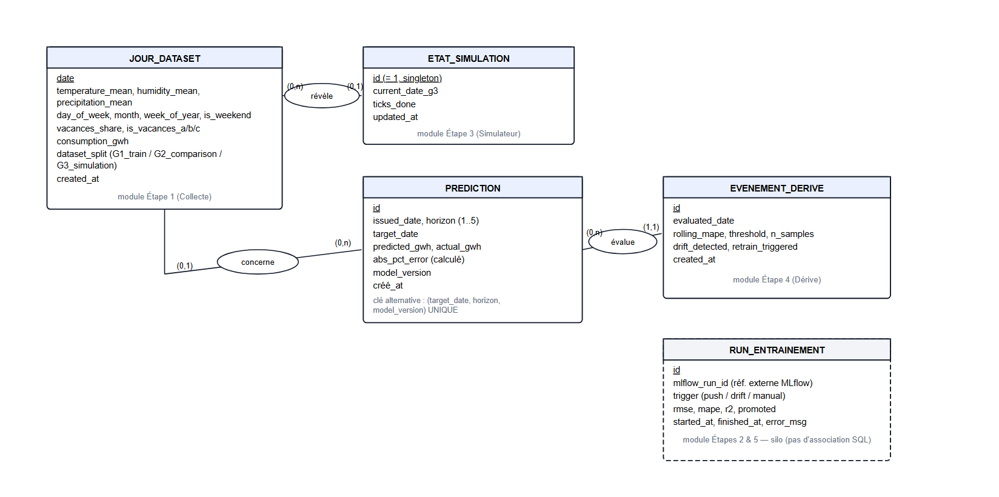 JOUR_DATASET
date
temperature_mean, humidity_mean,
precipitation_mean
day_of_week, month, week_of_year, is_weekend
vacances_share, is_vacances_a/b/c
consumption_gwh
dataset_split (G1_train / G2_comparison /
G3_simulation)
created_at
module Étape 1 (Collecte)
(0,n)
révèle
(0,1)
ETAT_SIMULATION
id (= 1, singleton)
current_date_g3
ticks_done
updated_at
module Étape 3 (Simulateur)
(0,1)
concerne
(0,n)
PREDICTION
id
issued_date, horizon (1..5)
target_date
predicted_gwh, actual_gwh
abs_pct_error (calculé)
model_version
créé_at
clé alternative : (target_date, horizon,
model_version) UNIQUE
(0,n)
évalue
(1,1)
EVENEMENT_DERIVE
id
evaluated_date
rolling_mape, threshold, n_samples
drift_detected, retrain_triggered
created_at
module Étape 4 (Dérive)
RUN_ENTRAINEMENT
id
mlflow_run_id (réf. externe MLflow)
trigger (push / drift / manual)
rmse, mape, r2, promoted
started_at, finished_at, error_msg
module Étapes 2 & 5 — silo (pas d'association SQL)